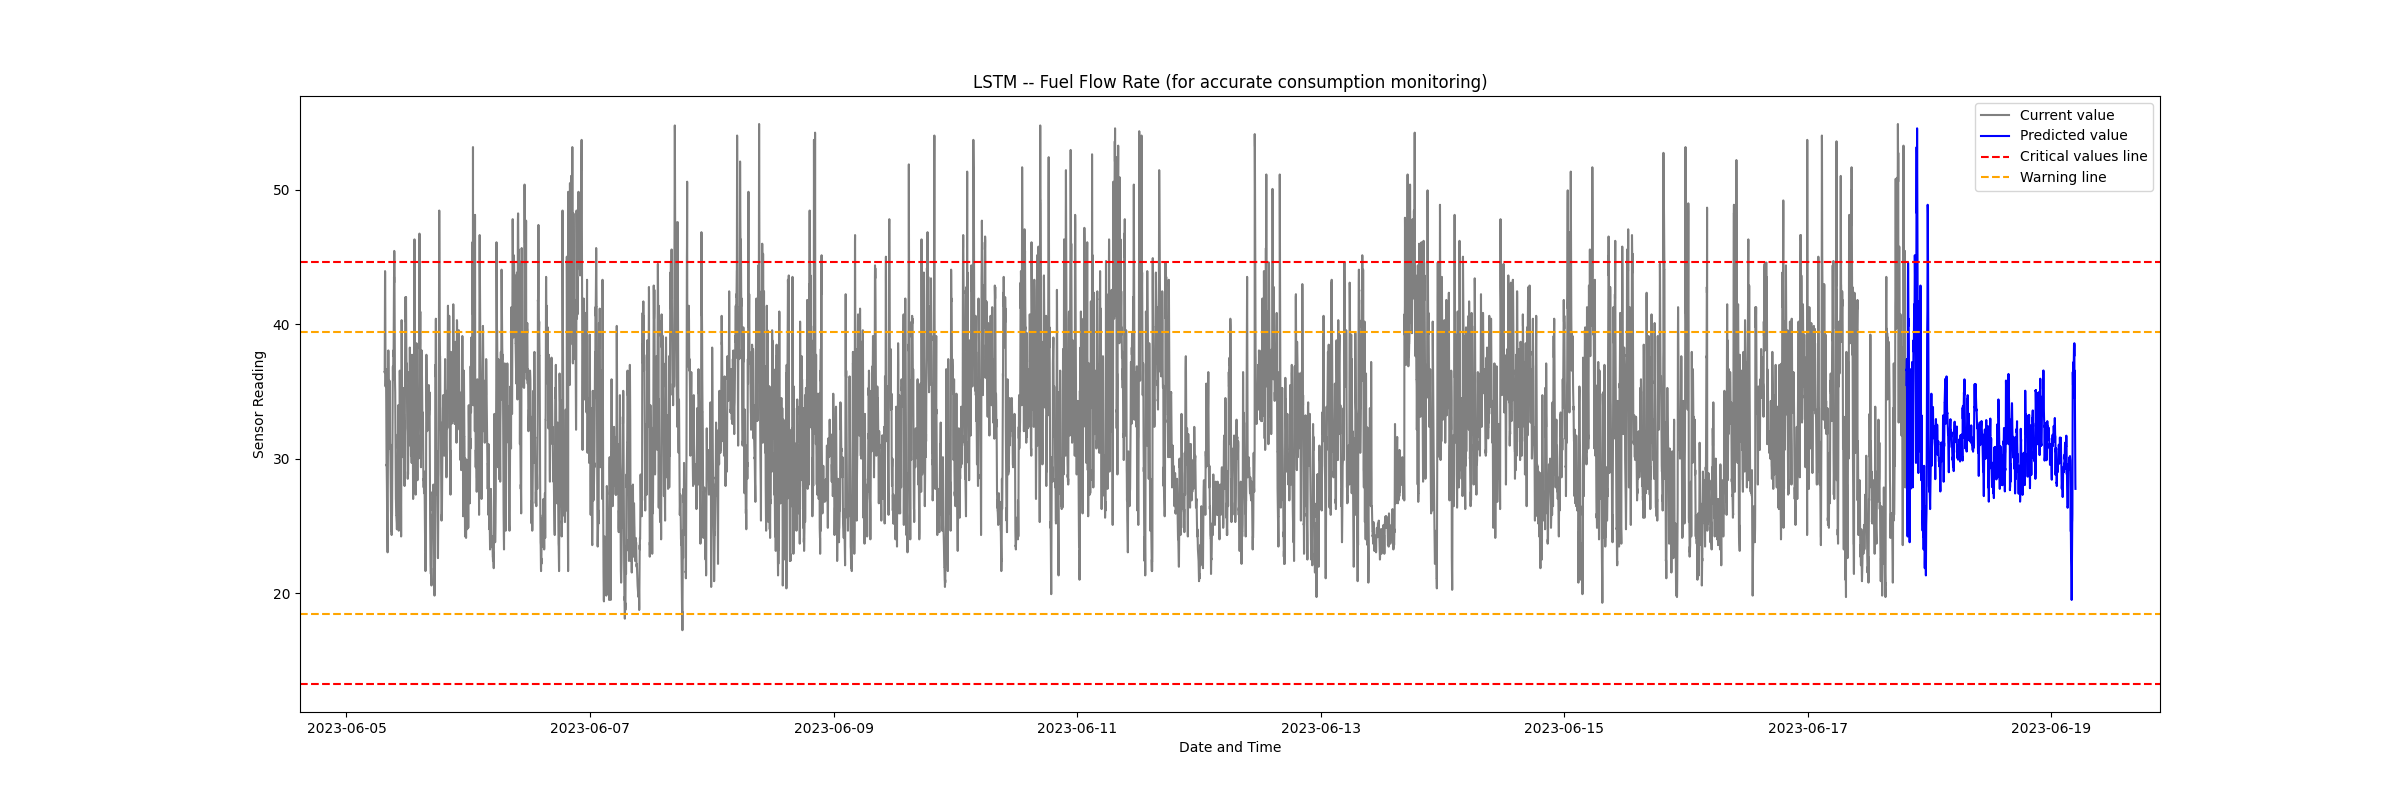 LSTM -- Fuel Flow Rate (for accurate consumption monitoring)
Current value
Predicted value
Critical values line
Warning line
50
40
30
20
Sensor Reading
2023-06-05
2023-06-07
2023-06-09
2023-06-11
2023-06-13
2023-06-15
2023-06-17
2023-06-19
Date and Time